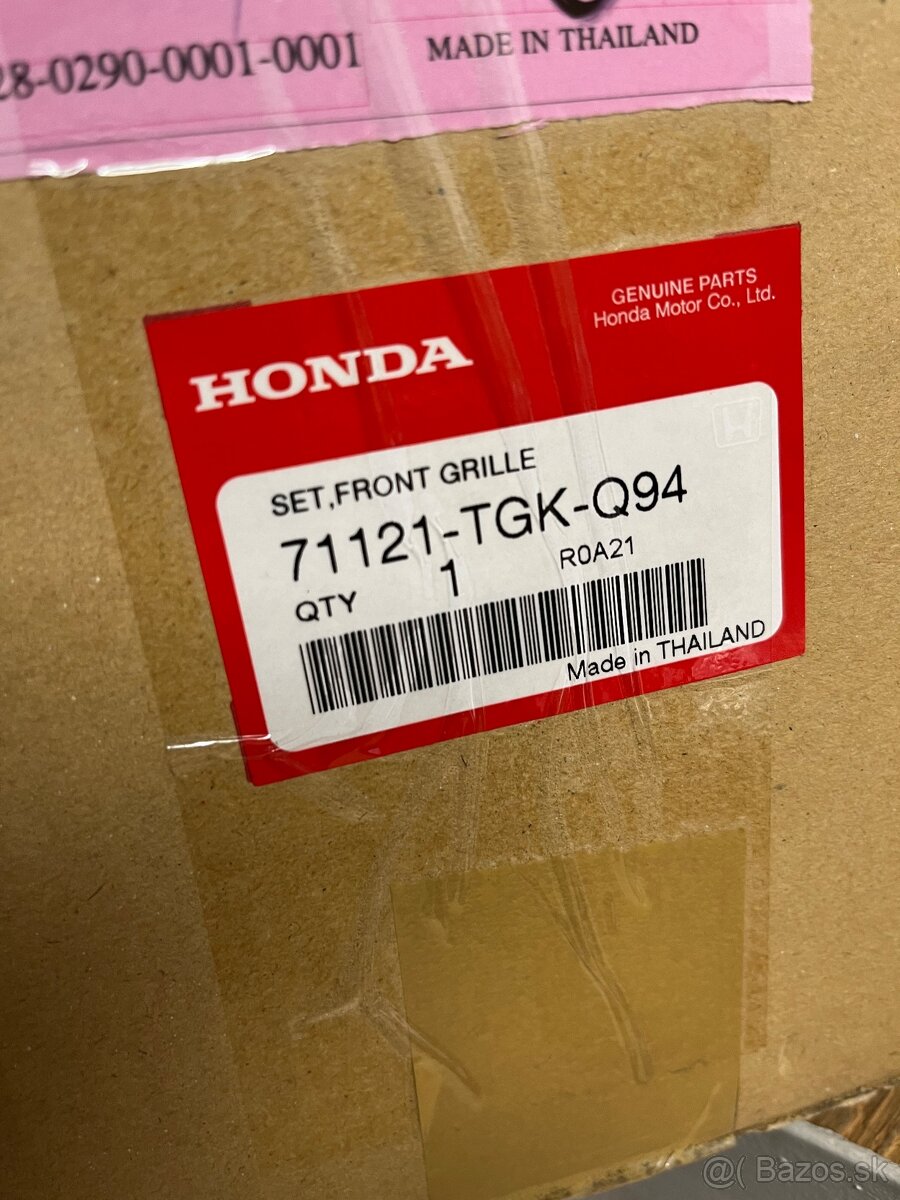 28-0290-0001-0001
MADE IN THAILAND
GENUINE PARTS
Honda Motor Co., Ltd.
HONDA
SET,FRONT GRILLE
71121-TGK-Q94
QTY 1 R0A21
Made in THAILAND
@( Bazos.sk